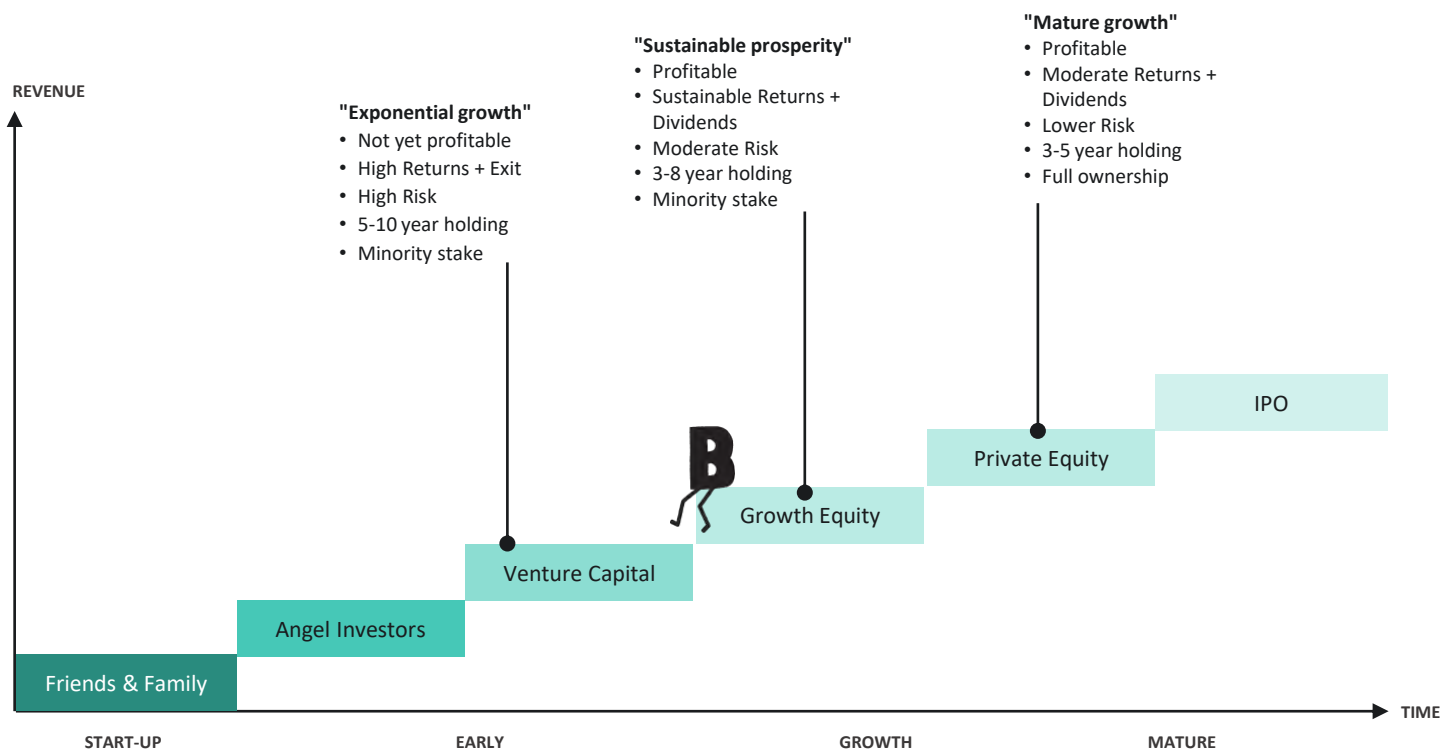 REVENUE
"Exponential growth"
• Not yet profitable
• High Returns + Exit
• High Risk
• 5-10 year holding
• Minority stake
"Sustainable prosperity"
• Profitable
• Sustainable Returns +
Dividends
• Moderate Risk
• 3-8 year holding
• Minority stake
"Mature growth"
• Profitable
• Moderate Returns +
Dividends
• Lower Risk
• 3-5 year holding
• Full ownership
IPO
Private Equity
B
Growth Equity
Venture Capital
Angel Investors
Friends & Family
TIME
START-UP
EARLY
GROWTH
MATURE